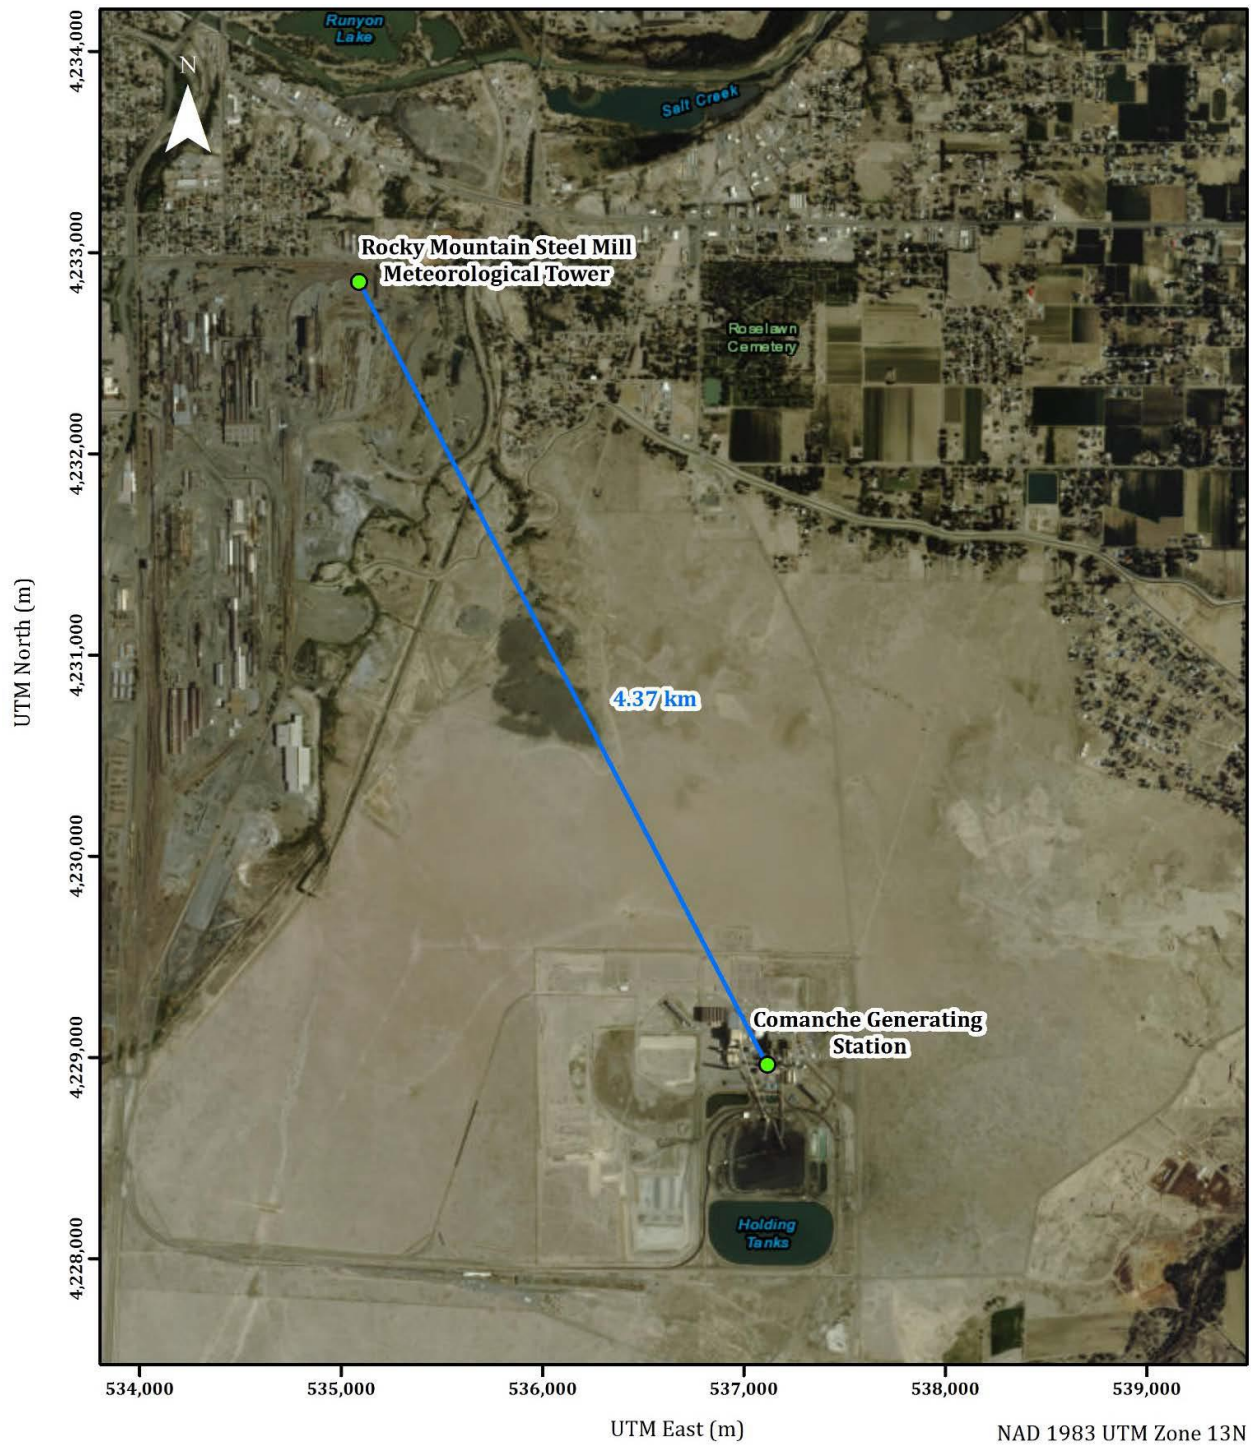 Runyon
Lake
N
Salt Creek
Rocky Mountain Steel Mill
Meteorological Tower
Roselawn
Cemetery
4.37 km
Comanche Generating
Station
Holding
Tanks
4,234,000
4,233,000
4,232,000
4,231,000
4,230,000
4,229,000
4,228,000
UTM North (m)
534,000
535,000
536,000
537,000
538,000
539,000
UTM East (m)
NAD 1983 UTM Zone 13N